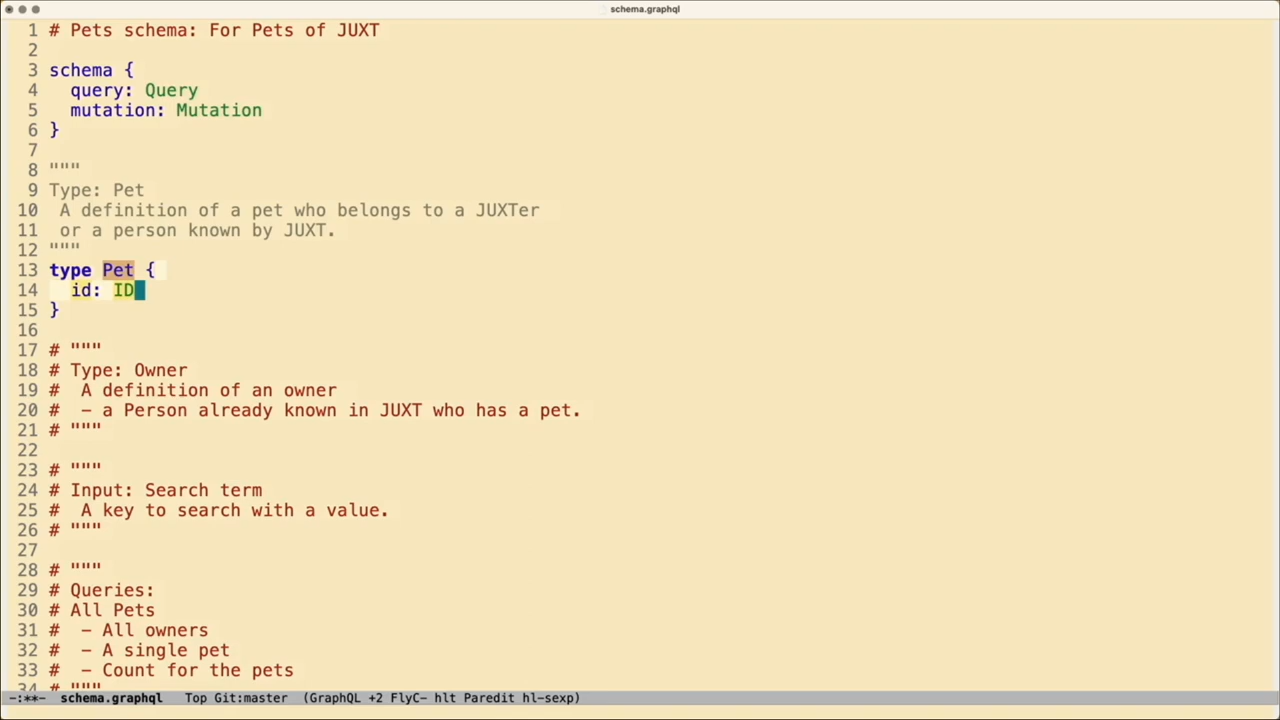 schema.graphql
1 # Pets schema: For Pets of JUXT
2
3 schema {
4   query: Query
5   mutation: Mutation
6 }
7
8 """
9 Type: Pet
10  A definition of a pet who belongs to a JUXTer
11  or a person known by JUXT.
12 """
13 type Pet {
14   id: ID
15 }
16
17 # """
18 # Type: Owner
19 #  A definition of an owner
20 #  - a Person already known in JUXT who has a pet.
21 # """
22
23 # """
24 # Input: Search term
25 #  A key to search with a value.
26 # """
27
28 # """
29 # Queries:
30 # All Pets
31 #  - All owners
32 #  - A single pet
33 #  - Count for the pets
34 # """
-:**-  schema.graphql   Top Git:master  (GraphQL +2 FlyC- hlt Paredit hl-sexp)